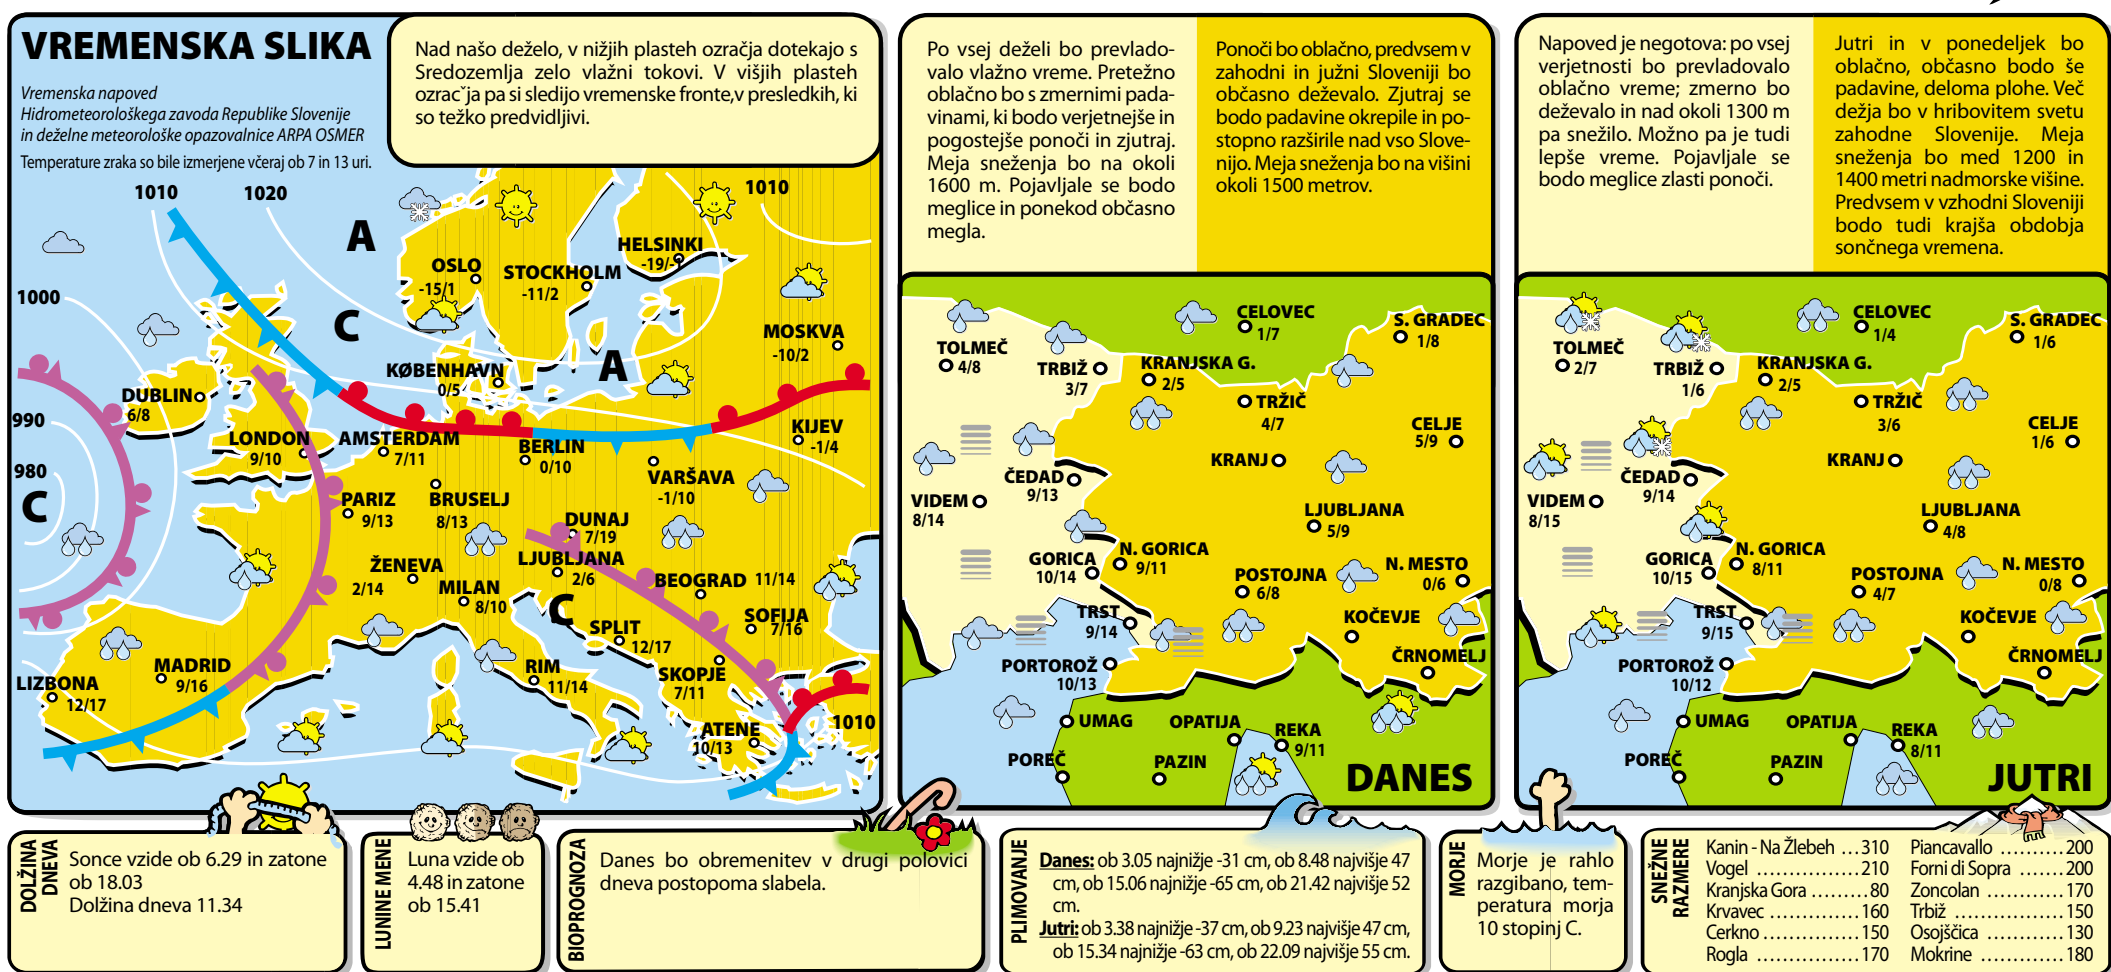 VREMENSKA SLIKA
Vremenska napoved
Hidrometeorološkega zavoda Republike Slovenije
in deželne meteorološke opazovalnice ARPA OSMER
Temperature zraka so bile izmerjene včeraj ob 7 in 13 uri.
Nad našo deželo, v nižjih plasteh ozračja dotekajo s
Sredozemlja zelo vlažni tokovi. V višjih plasteh
ozracˇja pa si sledijo vremenske fronte,v presledkih, ki
so težko predvidljivi.
1010
1020
1010
A
HELSINKI
-19/-1
OSLO
-15/1
STOCKHOLM
-11/2
1000
C
MOSKVA
-10/2
KØBENHAVN
0/5
A
DUBLIN
6/8
990
LONDON
9/10
AMSTERDAM
7/11
BERLIN
0/10
KIJEV
-1/4
980
C
VARŠAVA
-1/10
PARIZ
9/13
BRUSELJ
8/13
DUNAJ
7/19
LJUBLJANA
2/6
ŽENEVA
2/14
MILAN
8/10
BEOGRAD 11/14
C
SOFIJA
7/16
SPLIT
12/17
MADRID
9/16
RIM
11/14
SKOPJE
7/11
LIZBONA
12/17
ATENE
10/13
1010
Po vsej deželi bo prevlado-
valo vlažno vreme. Pretežno
oblačno bo s zmernimi pada-
vinami, ki bodo verjetnejše in
pogostejše ponoči in zjutraj.
Meja sneženja bo na okoli
1600 m. Pojavljale se bodo
meglice in ponekod občasno
megla.
Ponoči bo oblačno, predvsem v
zahodni in južni Sloveniji bo
občasno deževalo. Zjutraj se
bodo padavine okrepile in po-
stopno razširile nad vso Slove-
nijo. Meja sneženja bo na višini
okoli 1500 metrov.
CELOVEC
1/7
S. GRADEC
1/8
TOLMEČ
4/8
TRBIŽ
3/7
KRANJSKA G.
2/5
TRŽIČ
4/7
CELJE
5/9
KRANJ
ČEDAD
9/13
VIDEM
8/14
LJUBLJANA
5/9
GORICA
10/14
N. GORICA
9/11
POSTOJNA
6/8
N. MESTO
0/6
TRST
9/14
KOČEVJE
PORTOROŽ
10/13
ČRNOMELJ
UMAG
OPATIJA
REKA
9/11
POREČ
PAZIN
DANES
Napoved je negotova: po vsej
verjetnosti bo prevladovalo
oblačno vreme; zmerno bo
deževalo in nad okoli 1300 m
pa snežilo. Možno pa je tudi
lepše vreme. Pojavljale se
bodo meglice zlasti ponoči.
Jutri in v ponedeljek bo
oblačno, občasno bodo še
padavine, deloma plohe. Več
dežja bo v hribovitem svetu
zahodne Slovenije. Meja
sneženja bo med 1200 in
1400 metri nadmorske višine.
Predvsem v vzhodni Sloveniji
bodo tudi krajša obdobja
sončnega vremena.
CELOVEC
1/4
S. GRADEC
1/6
TOLMEČ
2/7
TRBIŽ
1/6
KRANJSKA G.
2/5
TRŽIČ
3/6
CELJE
1/6
KRANJ
ČEDAD
9/14
VIDEM
8/15
LJUBLJANA
4/8
GORICA
10/15
N. GORICA
8/11
POSTOJNA
4/7
N. MESTO
0/8
TRST
9/15
KOČEVJE
PORTOROŽ
10/12
ČRNOMELJ
UMAG
OPATIJA
REKA
8/11
POREČ
PAZIN
JUTRI
DOLŽINA
DNEVA
Sonce vzide ob 6.29 in zatone
ob 18.03
Dolžina dneva 11.34
LUNINE MENE
Luna vzide ob
4.48 in zatone
ob 15.41
BIOPROGNOZA
Danes bo obremenitev v drugi polovici
dneva postopoma slabela.
PLIMOVANJE
Danes: ob 3.05 najnižje -31 cm, ob 8.48 najvišje 47
cm, ob 15.06 najnižje -65 cm, ob 21.42 najvišje 52
cm.
Jutri: ob 3.38 najnižje -37 cm, ob 9.23 najvišje 47 cm,
ob 15.34 najnižje -63 cm, ob 22.09 najvišje 55 cm.
MORJE
Morje je rahlo
razgibano, tem-
peratura morja
10 stopinj C.
SNEŽNE
RAZMERE
Kanin - Na Žlebeh ...310
Vogel ...............210
Kranjska Gora ........80
Krvavec ..............160
Cerkno ..............150
Rogla ................170
Piancavallo ..........200
Forni di Sopra .......200
Zoncolan ............170
Trbiž .................150
Osojščica .............130
Mokrine .............180